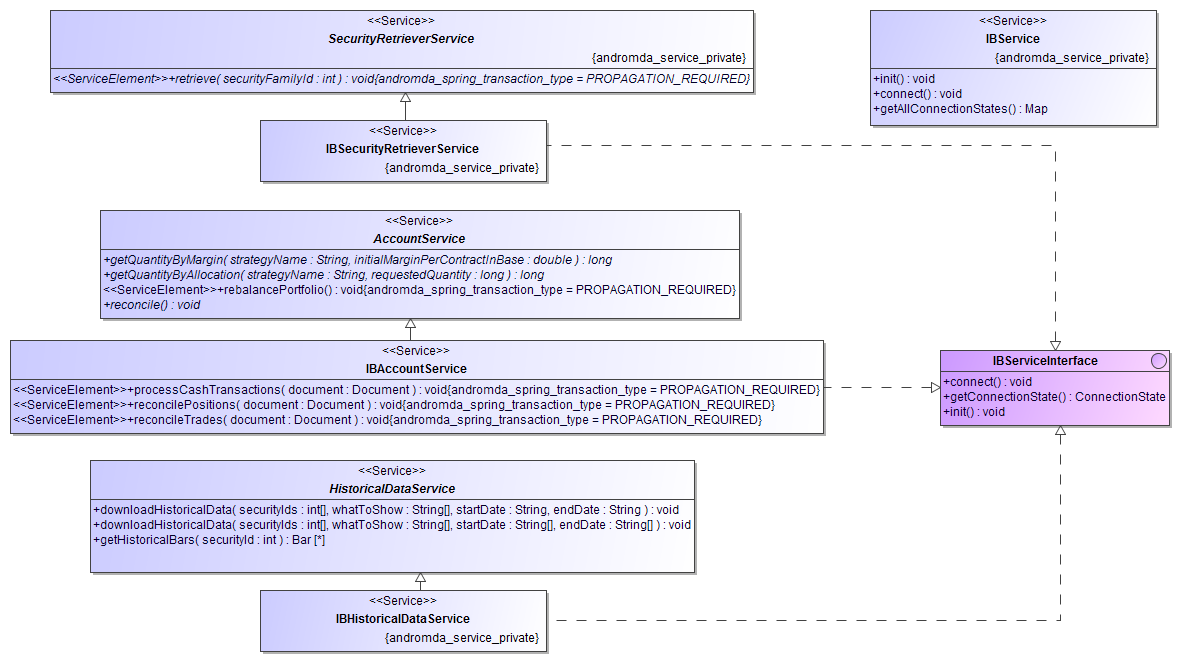 <<Service>>
SecurityRetrieverService
{andromda_service_private}
<<ServiceElement>>+retrieve( securityFamilyId : int ) : void{andromda_spring_transaction_type = PROPAGATION_REQUIRED}
<<Service>>
IBService
{andromda_service_private}
+init() : void
+connect() : void
+getAllConnectionStates() : Map
<<Service>>
IBSecurityRetrieverService
{andromda_service_private}
<<Service>>
AccountService
+getQuantityByMargin( strategyName : String, initialMarginPerContractInBase : double ) : long
+getQuantityByAllocation( strategyName : String, requestedQuantity : long ) : long
<<ServiceElement>>+rebalancePortfolio() : void{andromda_spring_transaction_type = PROPAGATION_REQUIRED}
+reconcile() : void
<<Service>>
IBAccountService
<<ServiceElement>>+processCashTransactions( document : Document ) : void{andromda_spring_transaction_type = PROPAGATION_REQUIRED}
<<ServiceElement>>+reconcilePositions( document : Document ) : void{andromda_spring_transaction_type = PROPAGATION_REQUIRED}
<<ServiceElement>>+reconcileTrades( document : Document ) : void{andromda_spring_transaction_type = PROPAGATION_REQUIRED}
IBServiceInterface
+connect() : void
+getConnectionState() : ConnectionState
+init() : void
<<Service>>
HistoricalDataService
+downloadHistoricalData( securityIds : int[], whatToShow : String[], startDate : String, endDate : String ) : void
+downloadHistoricalData( securityIds : int[], whatToShow : String[], startDate : String[], endDate : String[] ) : void
+getHistoricalBars( securityId : int ) : Bar [*]
<<Service>>
IBHistoricalDataService
{andromda_service_private}